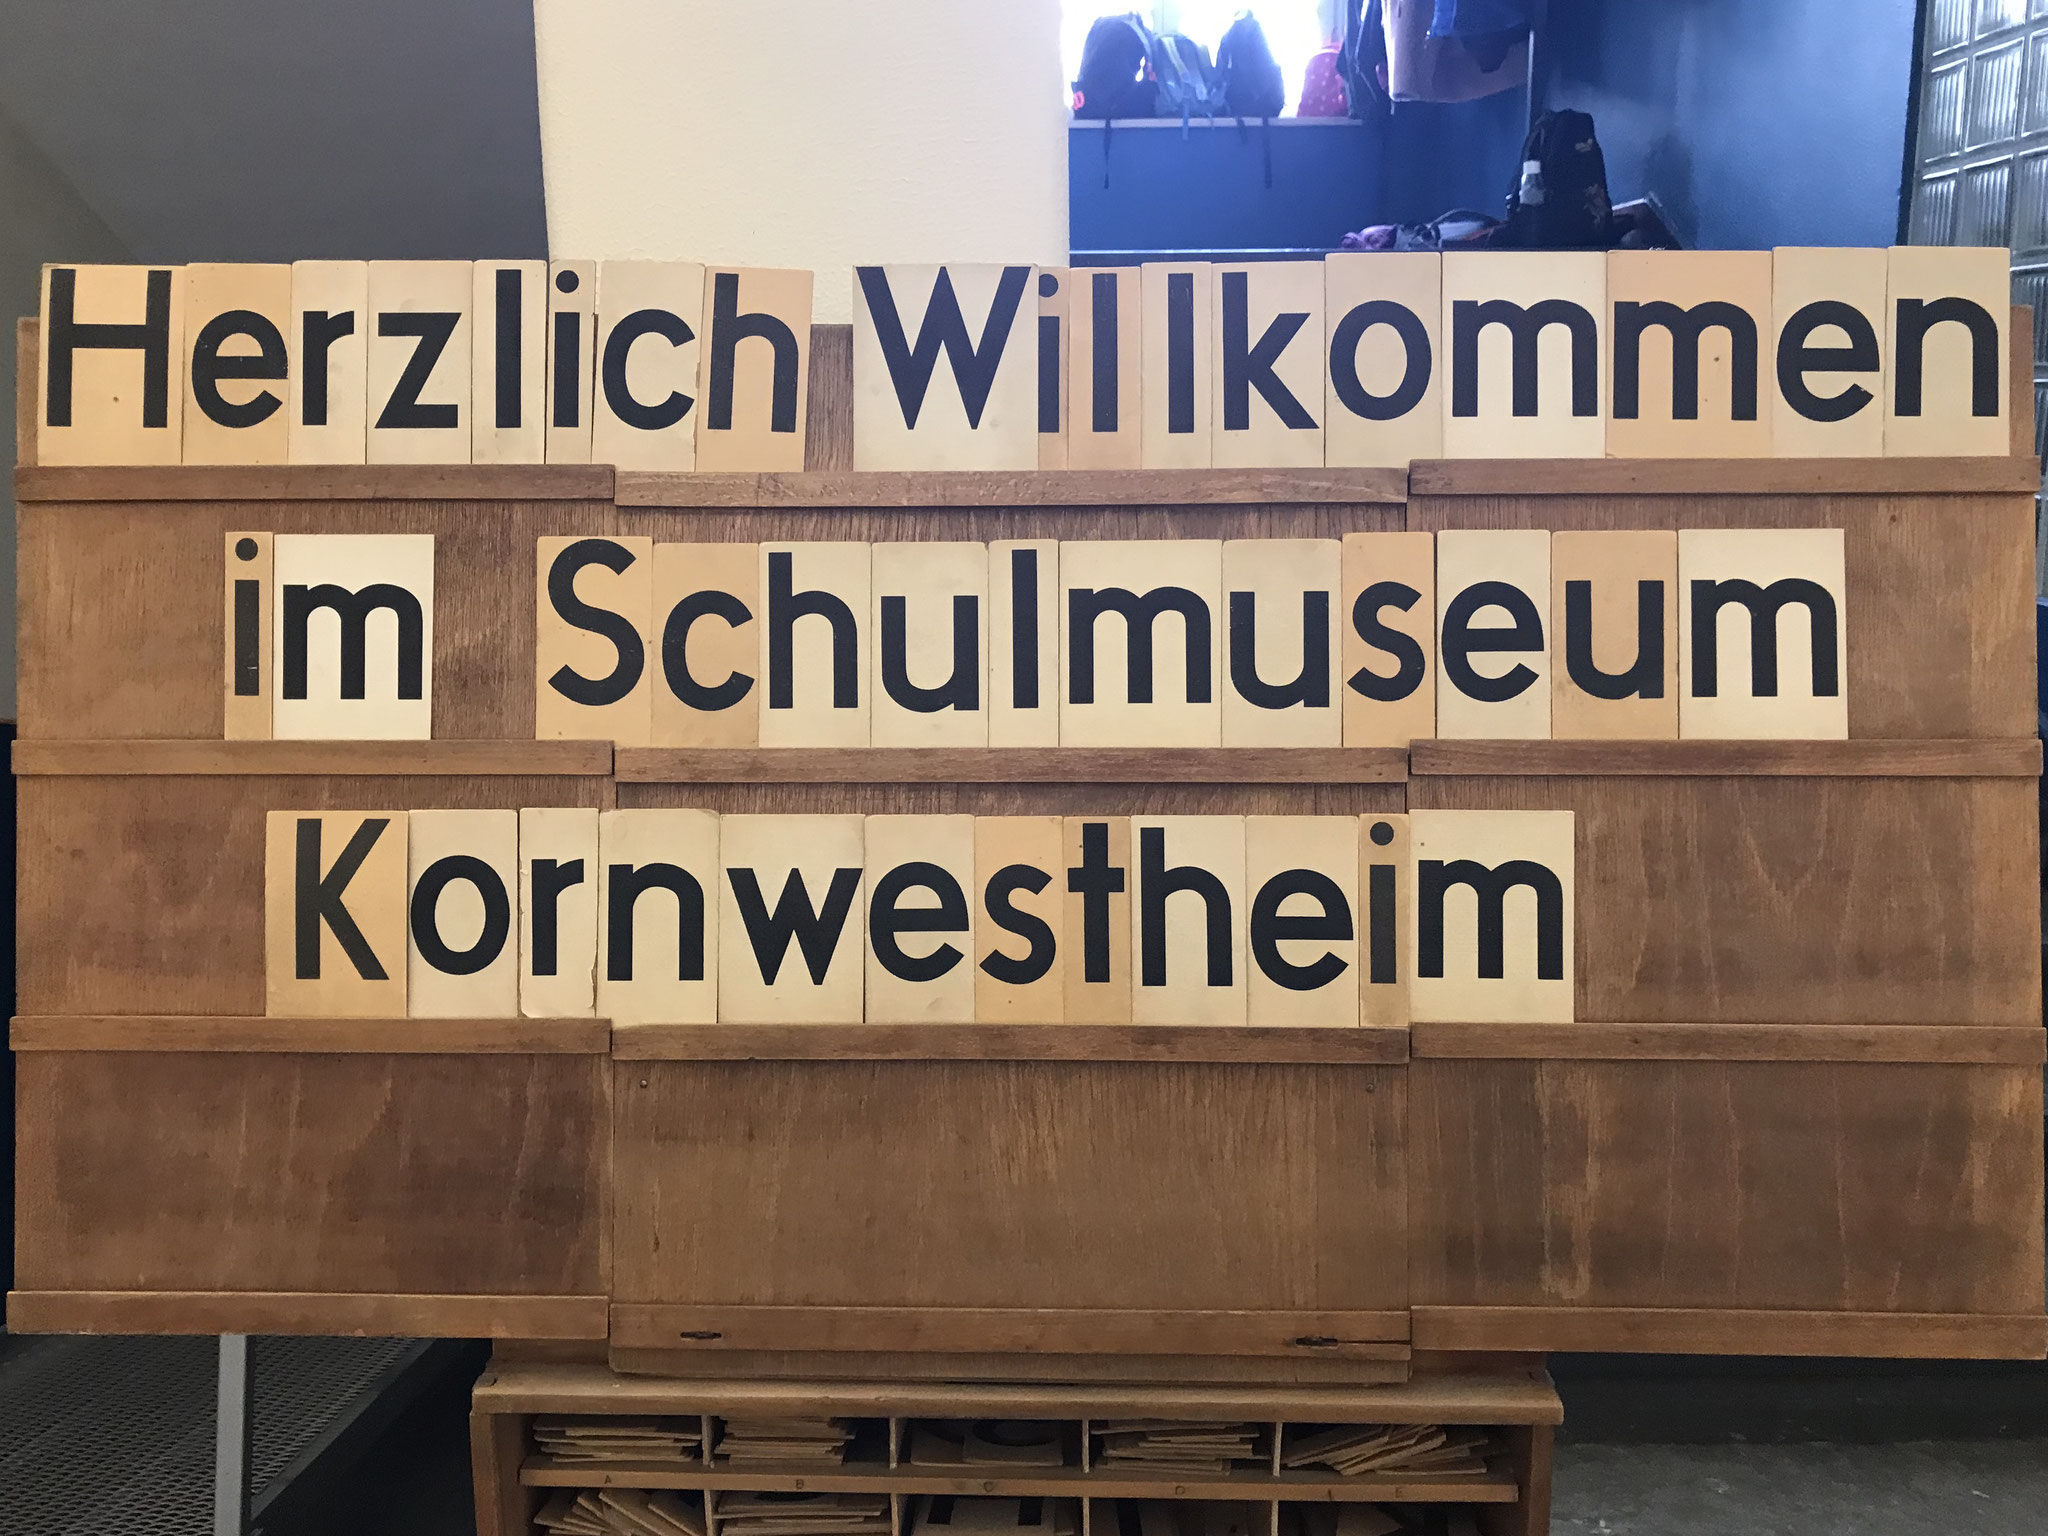 Herzlich Willkommen
im Schulmuseum
Kornwestheim
A B